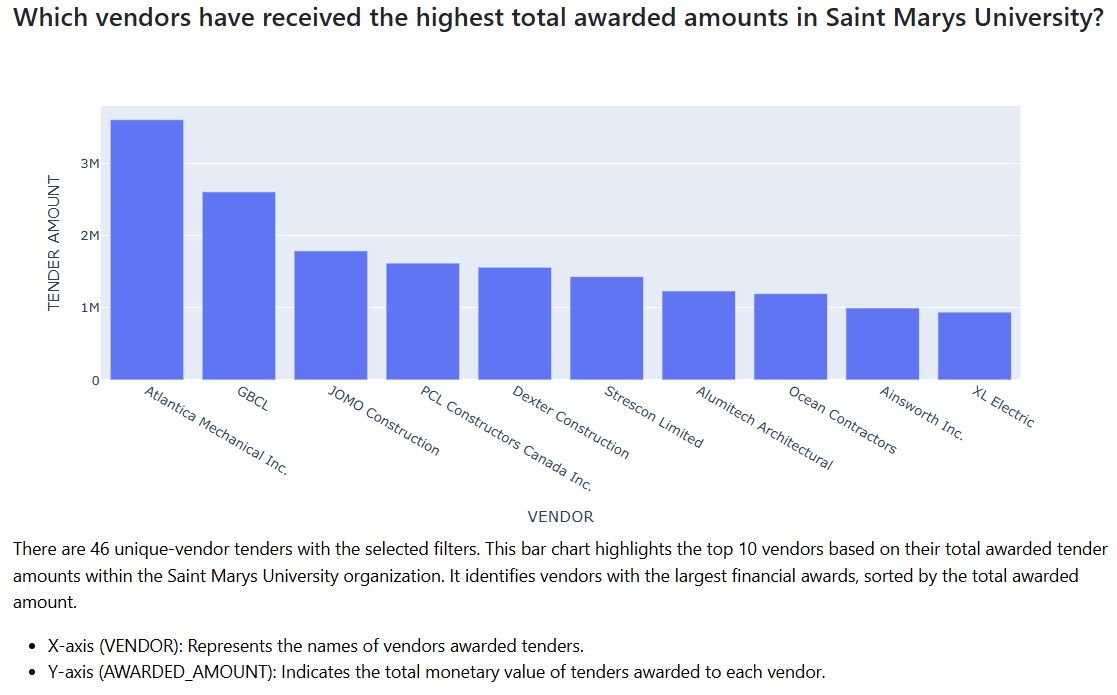 Which vendors have received the highest total awarded amounts in Saint Marys University?
TENDER AMOUNT
3M
2M
1M
0
Atlantica Mechanical Inc.
GBCL
JOMO Construction
PCL Constructors Canada Inc.
Dexter Construction
Strescon Limited
Alumitech Architectural
Ocean Contractors
Ainsworth Inc.
XL Electric
VENDOR
There are 46 unique-vendor tenders with the selected filters. This bar chart highlights the top 10 vendors based on their total awarded tender
amounts within the Saint Marys University organization. It identifies vendors with the largest financial awards, sorted by the total awarded
amount.
• X-axis (VENDOR): Represents the names of vendors awarded tenders.
• Y-axis (AWARDED_AMOUNT): Indicates the total monetary value of tenders awarded to each vendor.